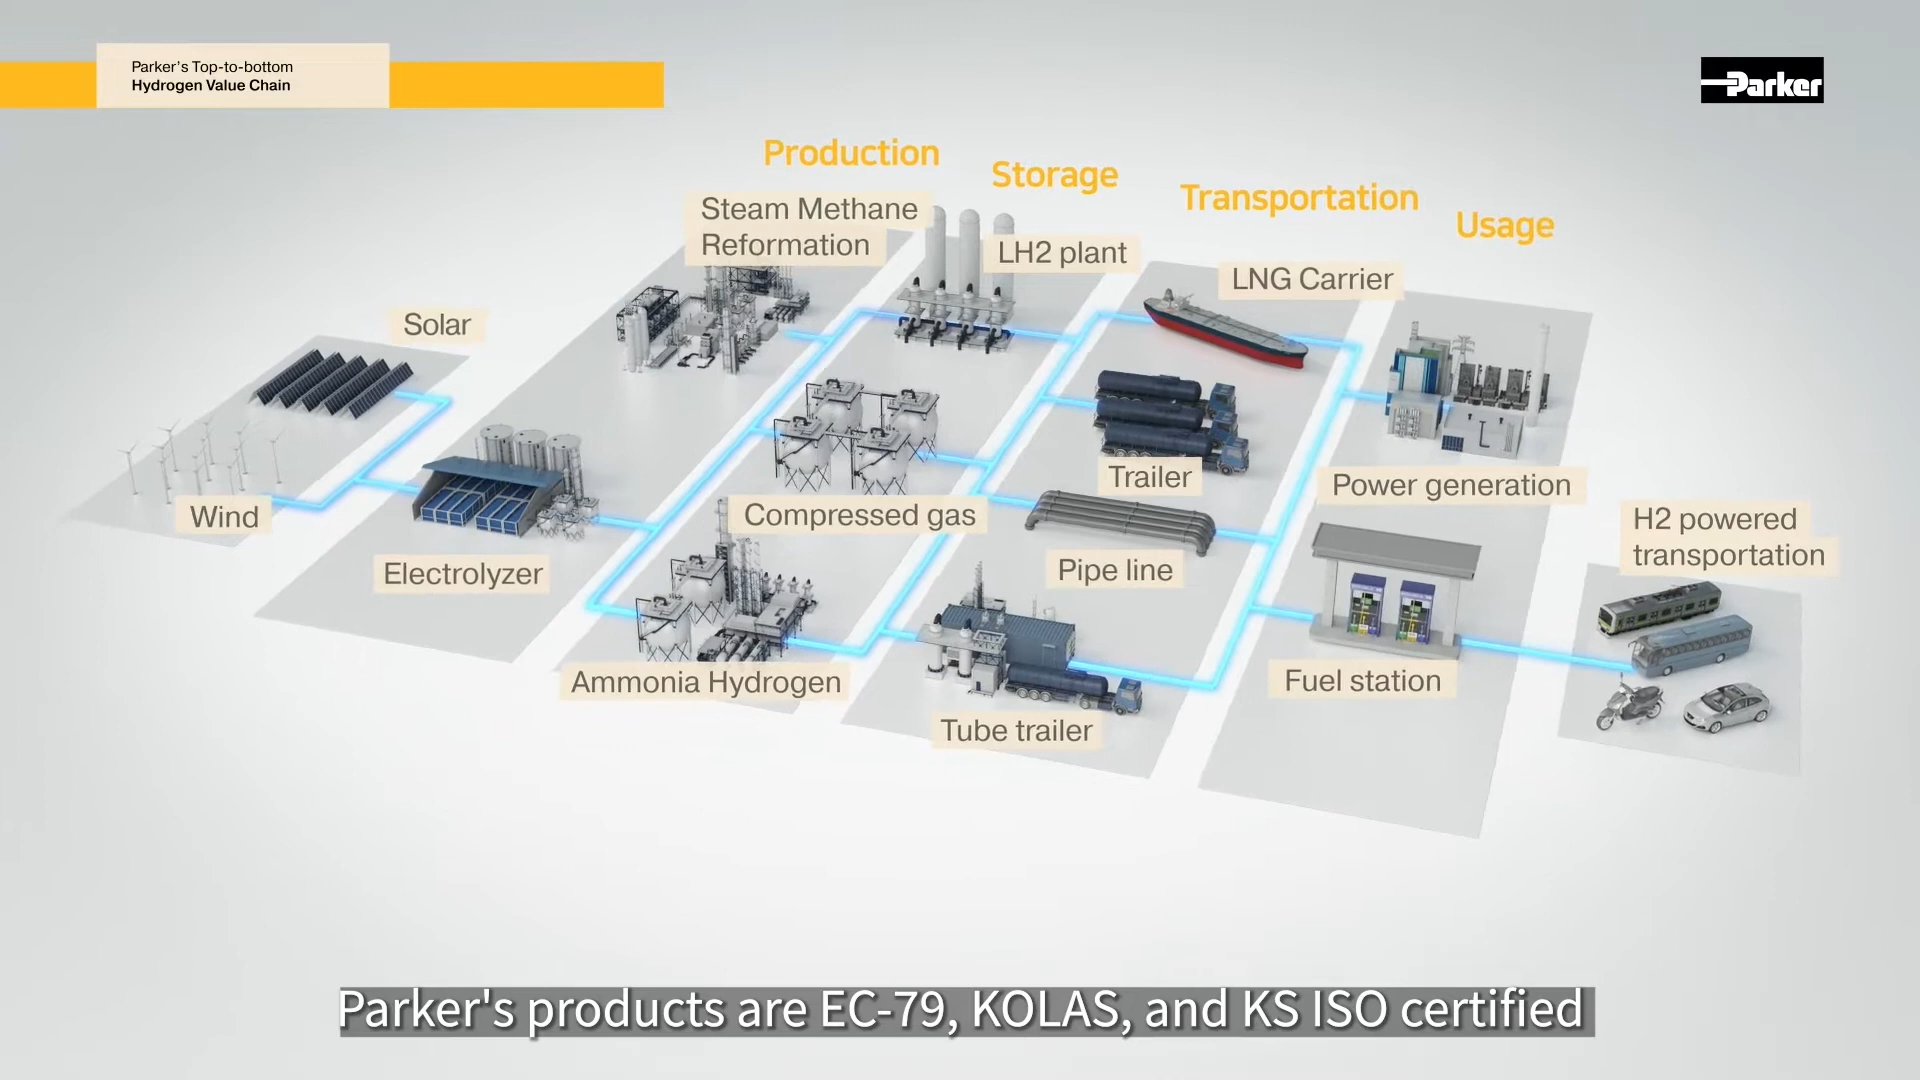 Parker's Top-to-bottom
Hydrogen Value Chain
Parker
Production
Storage
Transportation
Usage
Steam Methane
Reformation
LH2 plant
LNG Carrier
Solar
Wind
Electrolyzer
Compressed gas
Ammonia Hydrogen
Trailer
Pipe line
Tube trailer
Power generation
Fuel station
H2 powered
transportation
Parker's products are EC-79, KOLAS, and KS ISO certified